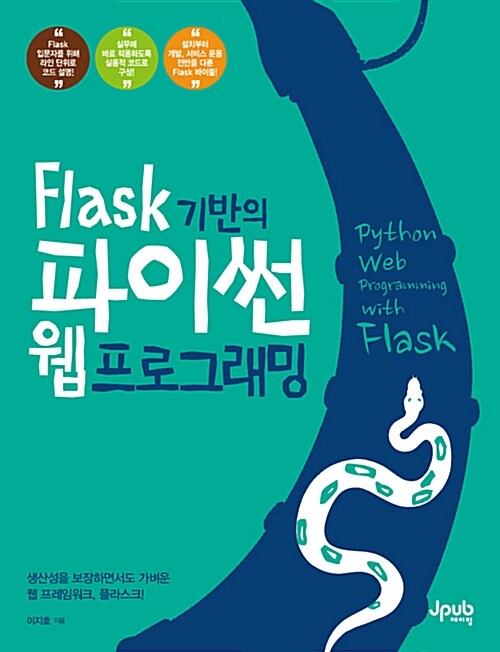 Flask
입문자를 위해
라인 단위로
코드 설명!
실무에
바로 적용하도록
실용적 코드로
구성!
설치부터
개발, 서비스 운용
전반을 다룬
Flask 바이블!
Flask 기반의
파이썬
웹 프로그래밍
Python
Web
Programming
with
Flask
생산성을 보장하면서도 가벼운
웹 프레임워크, 플라스크!
이지호 지음
Jpub
제이펍